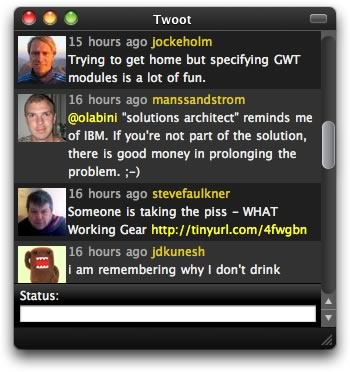 Twoot
15 hours ago jockeholm
Trying to get home but specifying GWT
modules is a lot of fun.
16 hours ago manssandstrom
@olabini "solutions architect" reminds me
of IBM. If you're not part of the solution,
there is good money in prolonging the
problem. ;-)
16 hours ago stevefaulkner
Someone is taking the piss - WHAT
Working Gear http://tinyurl.com/4fwgbn
16 hours ago jdkunesh
i am remembering why I don't drink
Status: